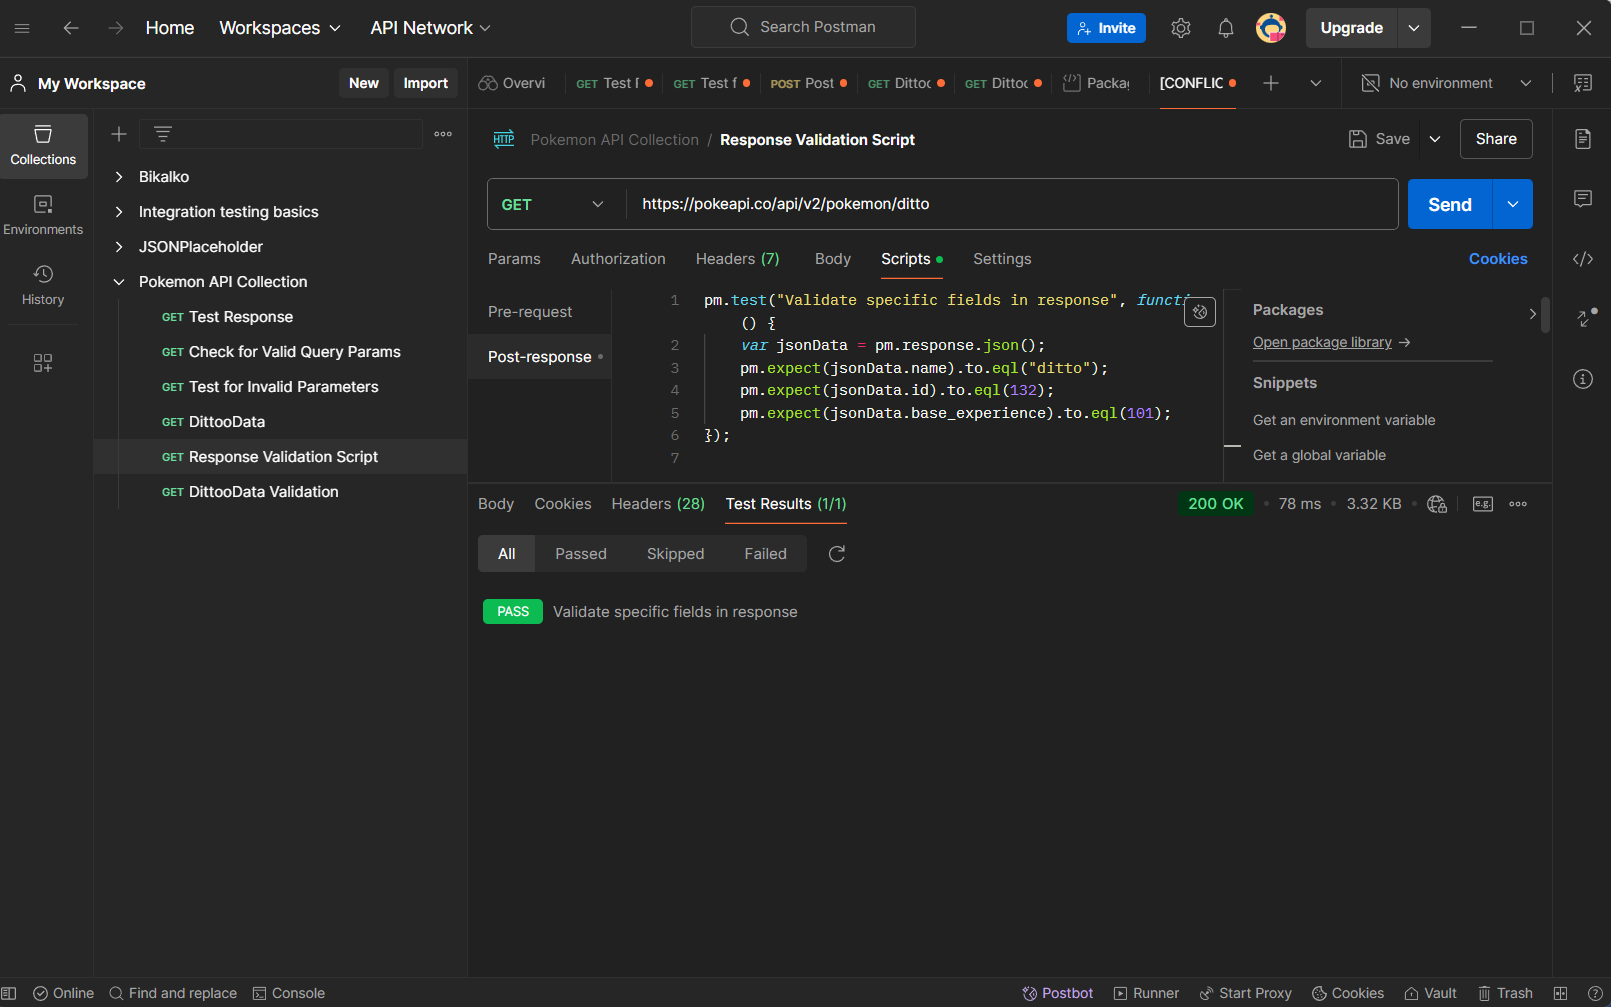 Home Workspaces API Network Search Postman Invite Upgrade
My Workspace New Import Overvi GET Test GET Test f POST Post GET Dittoc GET Dittoc Packag [CONFLIC No environment
Collections
Environments
History
Bikalko
Integration testing basics
JSONPlaceholder
Pokemon API Collection
GET Test Response
GET Check for Valid Query Params
GET Test for Invalid Parameters
GET DittooData
GET Response Validation Script
GET DittooData Validation
HTTP Pokemon API Collection / Response Validation Script Save Share
GET https://pokeapi.co/api/v2/pokemon/ditto Send
Params Authorization Headers (7) Body Scripts Settings Cookies
Pre-request
Post-response
1 pm.test("Validate specific fields in response", functi
() {
2 var jsonData = pm.response.json();
3 pm.expect(jsonData.name).to.eql("ditto");
4 pm.expect(jsonData.id).to.eql(132);
5 pm.expect(jsonData.base_experience).to.eql(101);
6 });
7
Packages
Open package library →
Snippets
Get an environment variable
Get a global variable
Body Cookies Headers (28) Test Results (1/1) 200 OK • 78 ms • 3.32 KB • e.g.
All Passed Skipped Failed
PASS Validate specific fields in response
Online Find and replace Console Postbot Runner Start Proxy Cookies Vault Trash